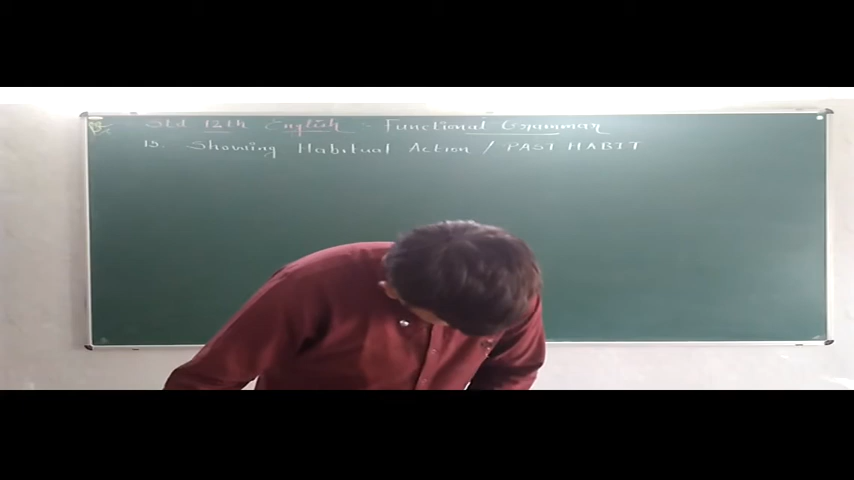 Std 12th English - Functional Grammar
15. Showing Habitual Action / PAST HABIT